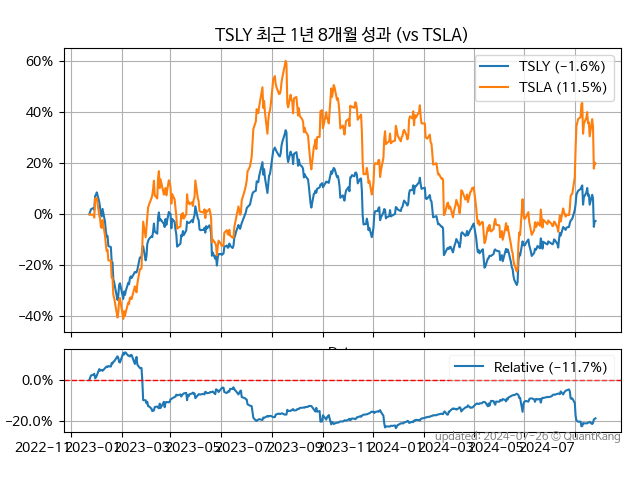 TSLY 최근 1년 8개월 성과 (vs TSLA)
TSLY (−1.6%)
TSLA (11.5%)
60%
40%
20%
0%
−20%
−40%
Relative (−11.7%)
0.0%
−20.0%
2022−11 2023−01 2023−03 2023−05 2023−07 2023−09 2023−11 2024−01 2024−03 2024−05 2024−07
updated: 2024−07−26 © QuantKang